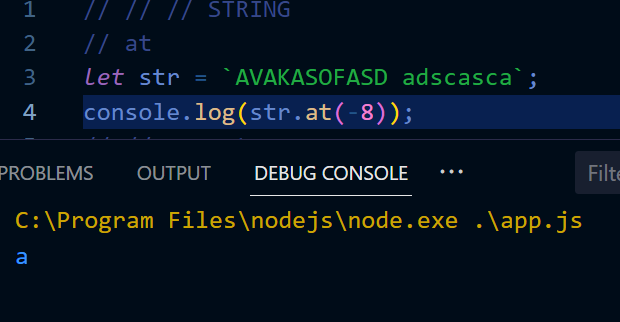 1 // // // STRING
2 // at
3 let str = `AVAKASOFASD adscasca`;
4 console.log(str.at(-8));
PROBLEMS OUTPUT DEBUG CONSOLE ··· Filte
C:\Program Files\nodejs\node.exe .\app.js
a